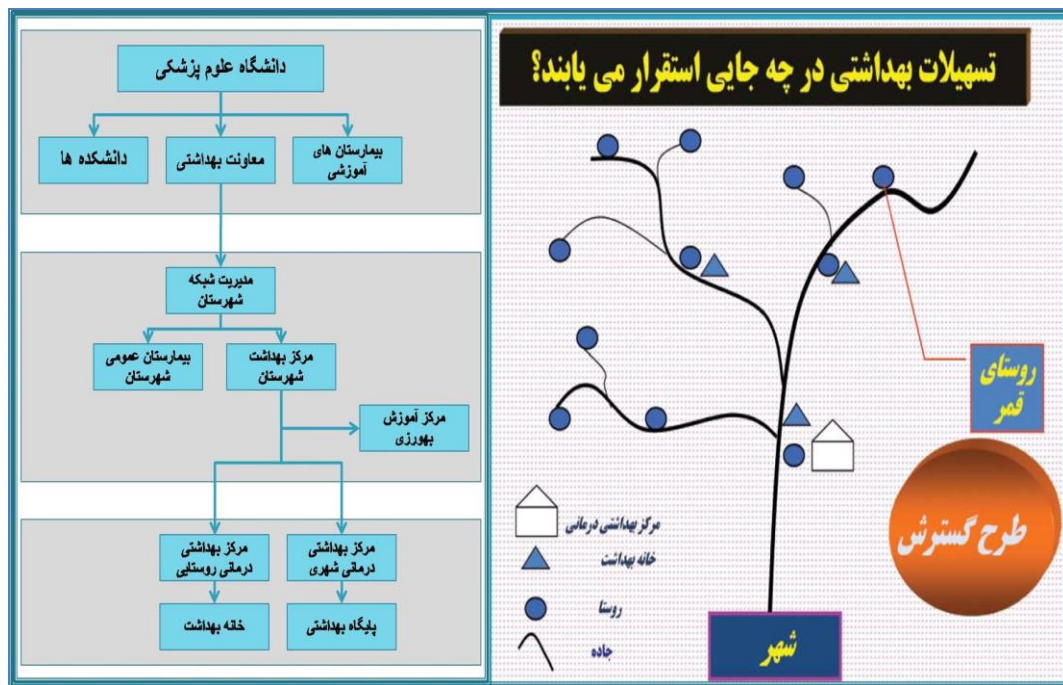 تسهیلات بهداشتی در چه جایی استقرار می یابند؟
روستای
قمر
طرح گسترش
مرکز بهداشتی درمانی
خانه بهداشت
روستا
جاده
شهر
دانشگاه علوم پزشکی
بیمارستان های
آموزشی
معاونت بهداشتی
دانشکده ها
مدیریت شبکه
شهرستان
مرکز بهداشت
شهرستان
بیمارستان عمومی
شهرستان
مرکز آموزش
بهورزی
مرکز بهداشتی
درمانی شهری
مرکز بهداشتی
درمانی روستایی
پایگاه بهداشتی
خانه بهداشت